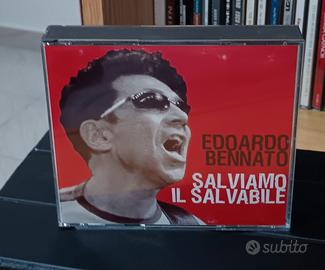 EDOARDO
BENNATO
SALVIAMO
IL SALVABILE
subito